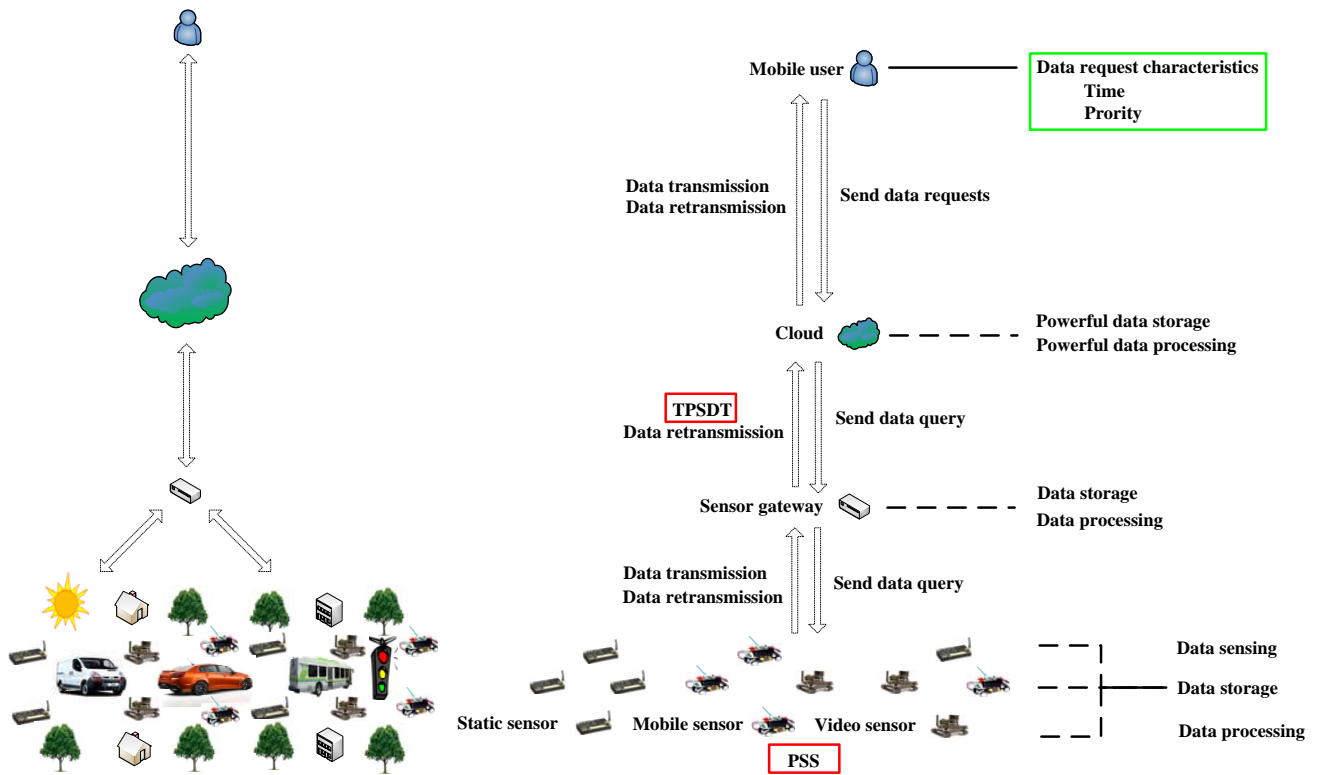 Mobile user
Data request characteristics
Time
Prority
Data transmission
Data retransmission
Send data requests
Cloud
Powerful data storage
Powerful data processing
TPSDT
Data retransmission
Send data query
Sensor gateway
Data storage
Data processing
Data transmission
Data retransmission
Send data query
Data sensing
Data storage
Data processing
Static sensor
Mobile sensor
Video sensor
PSS